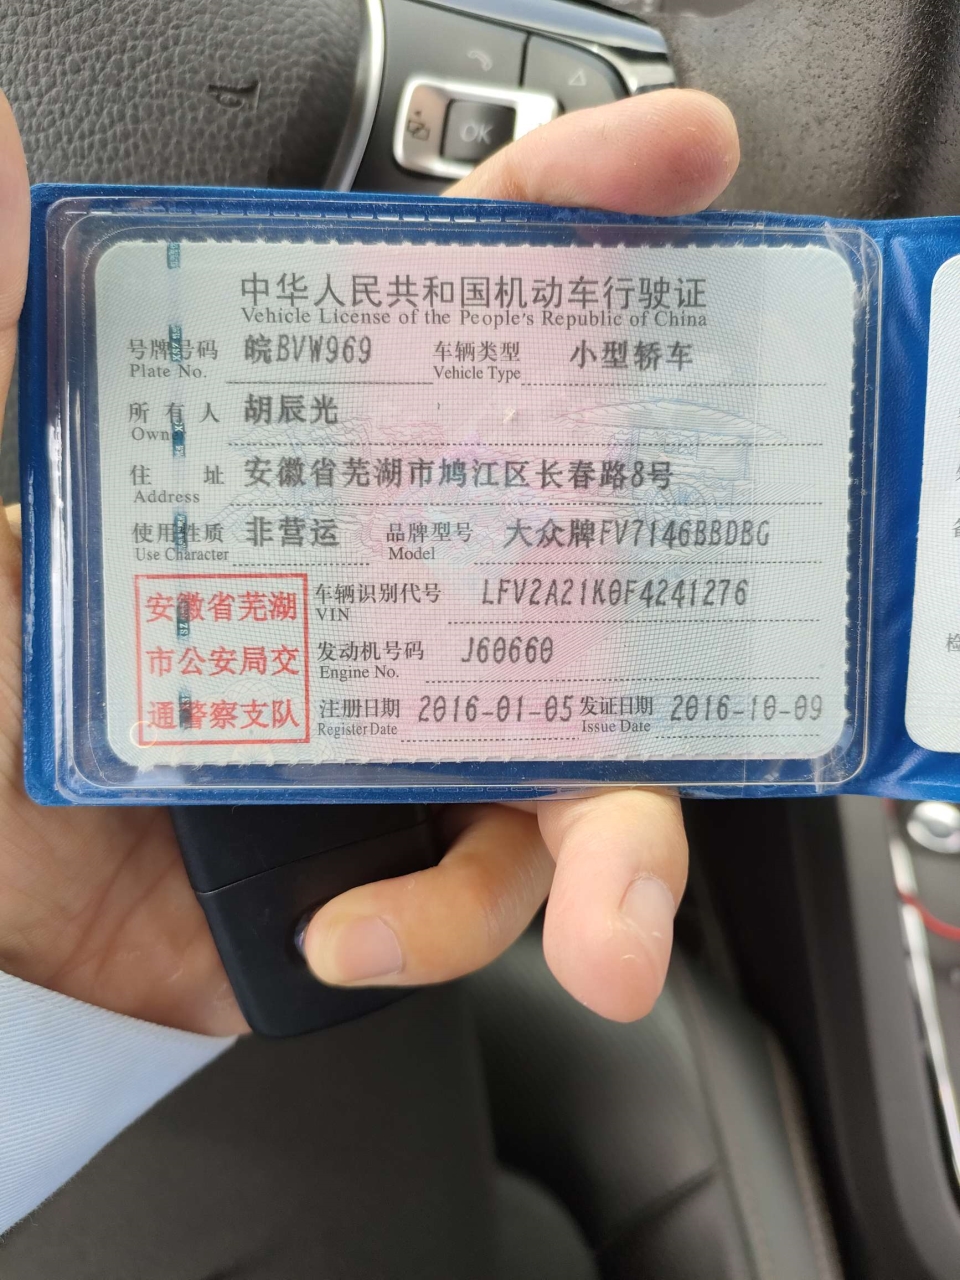 OK
中华人民共和国机动车行驶证
Vehicle License of the People's Republic of China
号牌号码 皖BVW969 车辆类型 小型轿车
Plate No. Vehicle Type
所有人 胡辰光
Owner
住址 安徽省芜湖市鸠江区长春路8号
Address
使用性质 非营运 品牌型号 大众牌FV7146BBDBG
Use Character Model
安徽省芜湖
市公安局交
通警察支队
车辆识别代号 LFV2A21K0F4241276
VIN
发动机号码 J60660
Engine No.
注册日期 2016-01-05 发证日期 2016-10-09
Register Date Issue Date